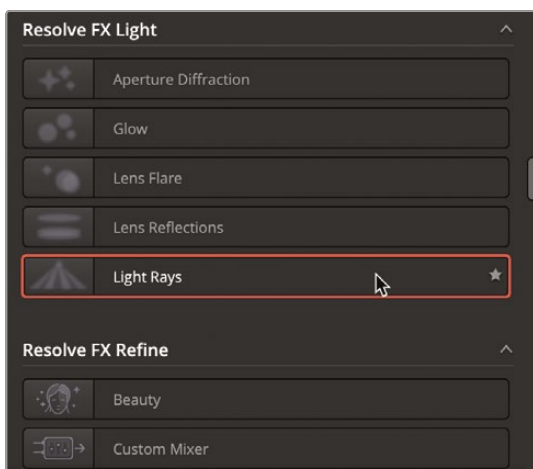 Resolve FX Light
Aperture Diffraction
Glow
Lens Flare
Lens Reflections
Light Rays
Resolve FX Refine
Beauty
Custom Mixer